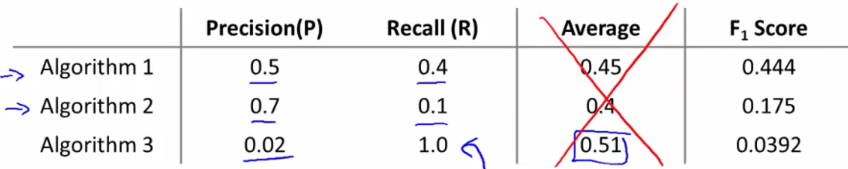 Precision(P) Recall (R) Average F₁ Score
Algorithm 1 0.5 0.4 0.45 0.444
Algorithm 2 0.7 0.1 0.4 0.175
Algorithm 3 0.02 1.0 0.51 0.0392